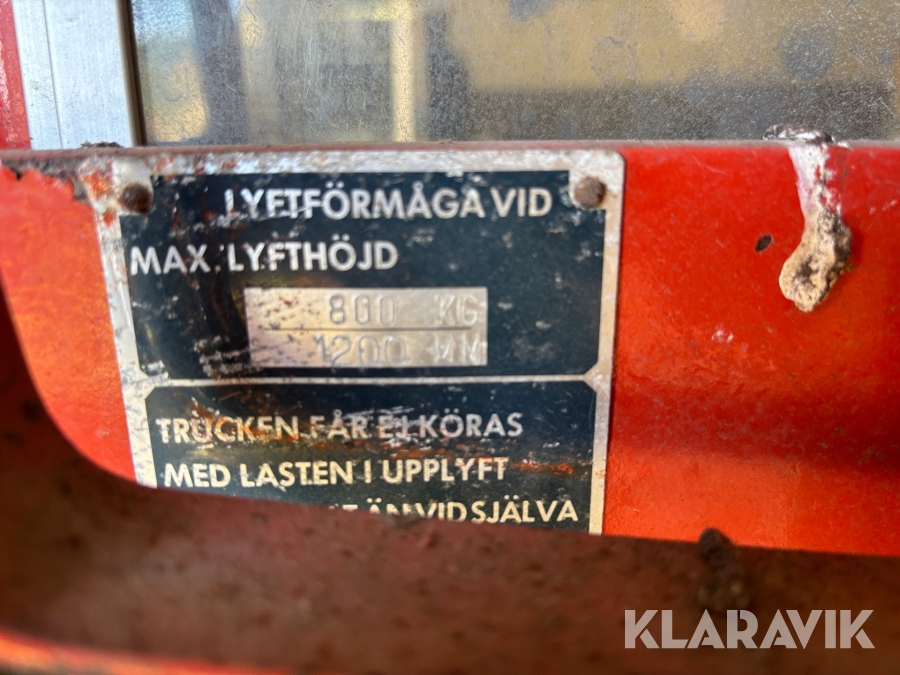 LYFTFÖRMÅGA VID
MAX. LYFTHÖJD
800 KG
1200 MM
TRUCKEN FÅR EJ KÖRAS
MED LASTEN I UPPLYFT
ÄN VID SJÄLVA
KLARAVIK